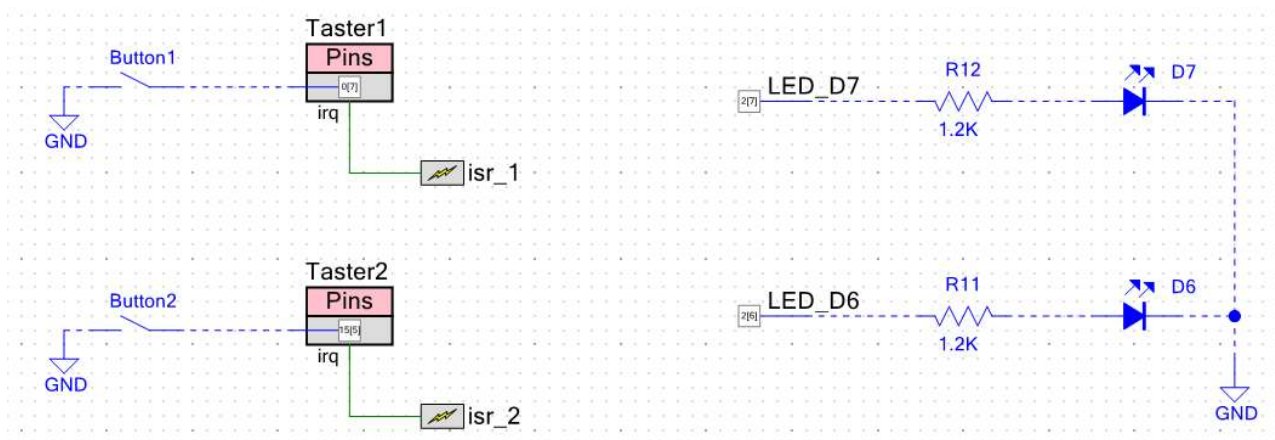 Taster1
Pins
Button1
0[7]
irq
GND
isr_1
LED_D7
2[7]
R12
1.2K
D7
Taster2
Pins
Button2
15[5]
irq
GND
isr_2
LED_D6
2[6]
R11
1.2K
D6
GND